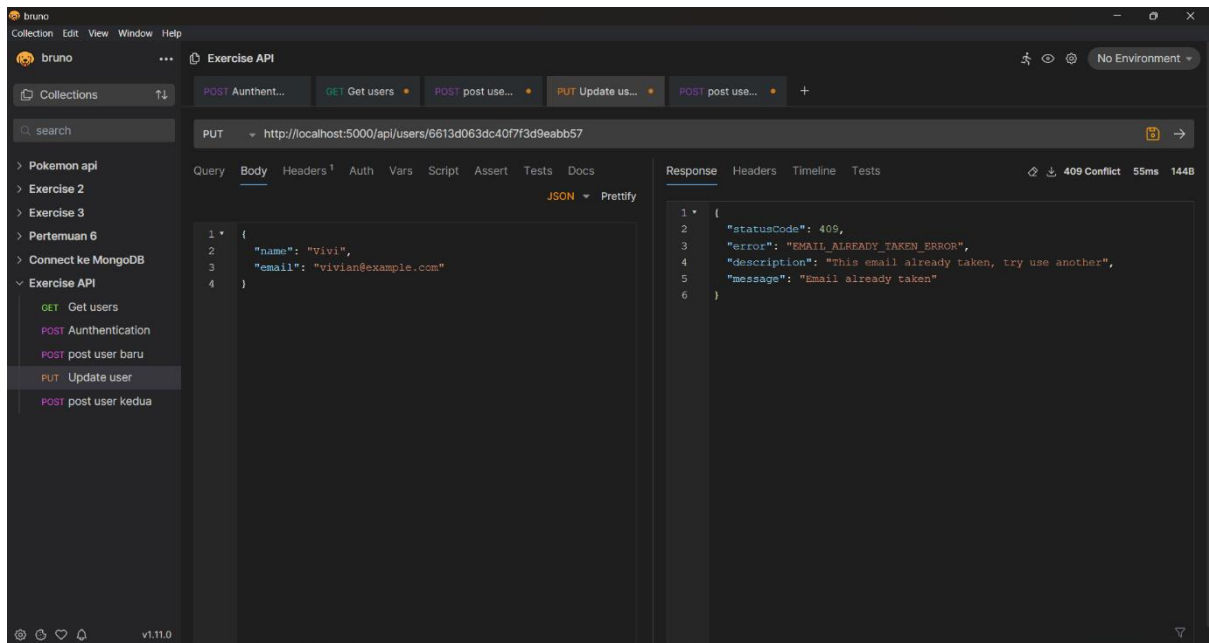 bruno
Collection Edit View Window Help
bruno
Exercise API
No Environment
Collections
POST Aunthent...
GET Get users
POST post use...
PUT Update us...
POST post use...
search
PUT http://localhost:5000/api/users/6613d063dc40f7f3d9eabb57
Pokemon api
Exercise 2
Exercise 3
Pertemuan 6
Connect ke MongoDB
Exercise API
GET Get users
POST Aunthentication
POST post user baru
PUT Update user
POST post user kedua
Query Body Headers 1 Auth Vars Script Assert Tests Docs
JSON Prettify
1 {
2 "name": "Vivi",
3 "email": "vivian@example.com"
4 }
Response Headers Timeline Tests 409 Conflict 55ms 144B
1 {
2 "statusCode": 409,
3 "error": "EMAIL_ALREADY_TAKEN_ERROR",
4 "description": "This email already taken, try use another",
5 "message": "Email already taken"
6 }
v1.11.0